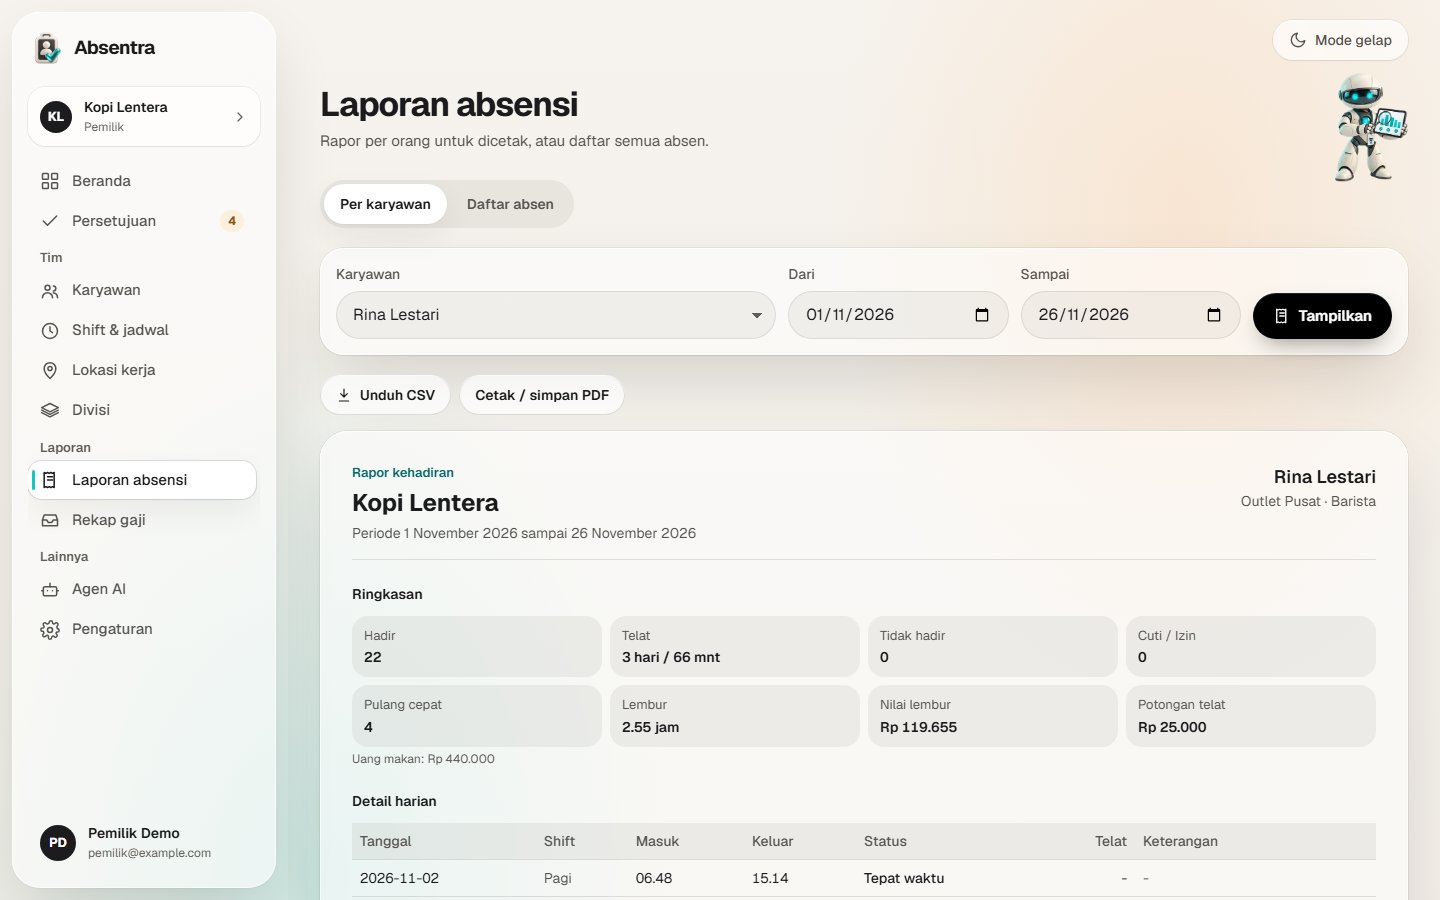 Absentra
KL
Kopi Lentera
Pemilik
Beranda
Persetujuan 4
Tim
Karyawan
Shift & jadwal
Lokasi kerja
Divisi
Laporan
Laporan absensi
Rekap gaji
Lainnya
Agen AI
Pengaturan
PD
Pemilik Demo
pemilik@example.com
Mode gelap
Laporan absensi
Rapor per orang untuk dicetak, atau daftar semua absen.
Per karyawan Daftar absen
Karyawan Dari Sampai
Rina Lestari 01/11/2026 26/11/2026 Tampilkan
Unduh CSV Cetak / simpan PDF
Rapor kehadiran
Kopi Lentera
Periode 1 November 2026 sampai 26 November 2026
Rina Lestari
Outlet Pusat · Barista
Ringkasan
Hadir Telat Tidak hadir Cuti / Izin
22 3 hari / 66 mnt 0 0
Pulang cepat Lembur Nilai lembur Potongan telat
4 2.55 jam Rp 119.655 Rp 25.000
Uang makan: Rp 440.000
Detail harian
Tanggal Shift Masuk Keluar Status Telat Keterangan
2026-11-02 Pagi 06.48 15.14 Tepat waktu - -